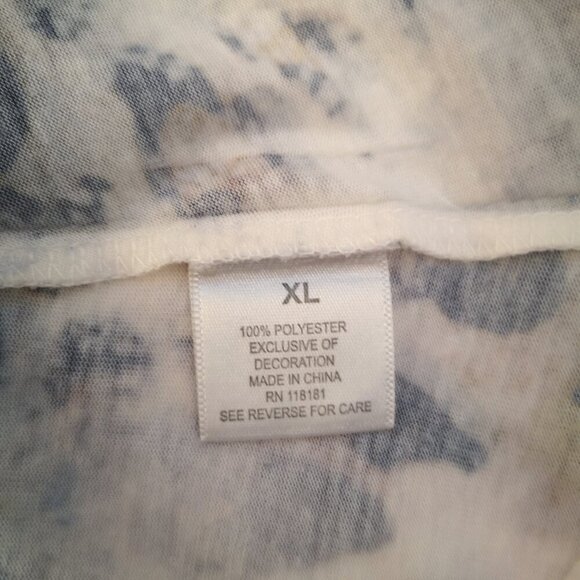 XL
100% POLYESTER
EXCLUSIVE OF
DECORATION
MADE IN CHINA
RN 118181
SEE REVERSE FOR CARE